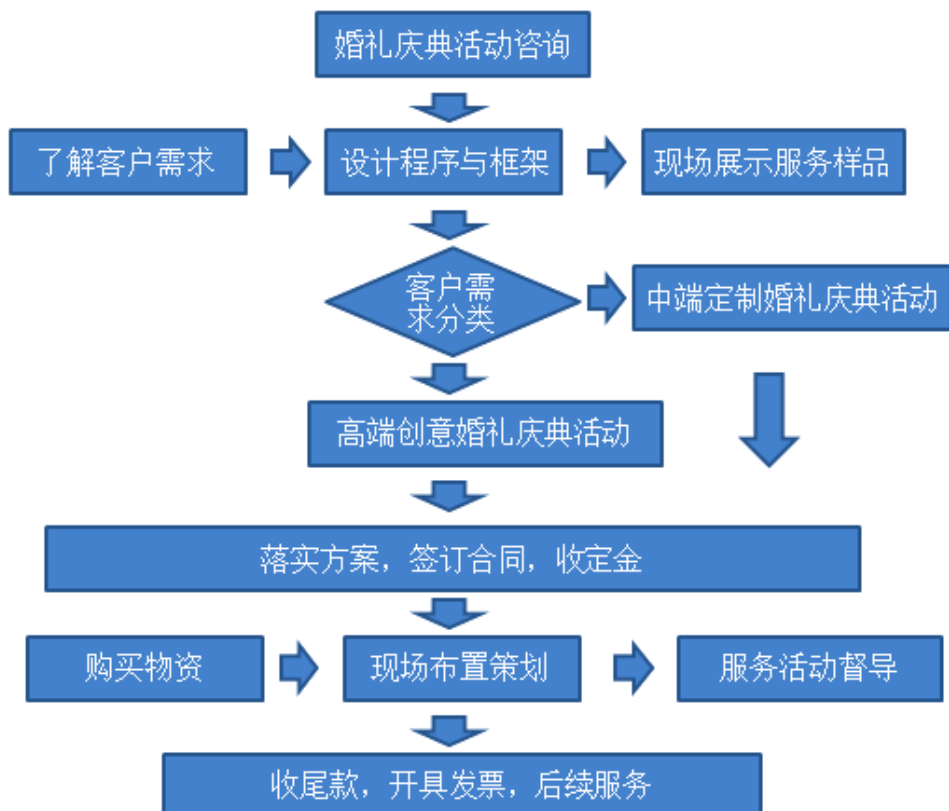 婚礼庆典活动咨询
了解客户需求
设计程序与框架
现场展示服务样品
客户需
求分类
中端定制婚礼庆典活动
高端创意婚礼庆典活动
落实方案，签订合同，收定金
购买物资
现场布置策划
服务活动督导
收尾款，开具发票，后续服务